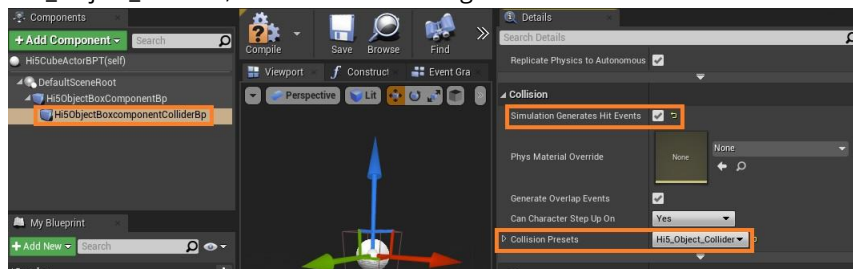 Components
+Add Component
Search
Hi5CubeActorBPT(self)
DefaultSceneRoot
Hi5ObjectBoxComponentBp
Hi5ObjectBoxcomponentColliderBp
My Blueprint
+Add New
Search
Compile
Save
Browse
Find
Viewport
Construct
Event Gra
Perspective
Lit
Details
Search Details
Replicate Physics to Autonomous
Collision
Simulation Generates Hit Events
Phys Material Override
None
None
Generate Overlap Events
Can Character Step Up On
Yes
Collision Presets
Hi5_Object_Collider